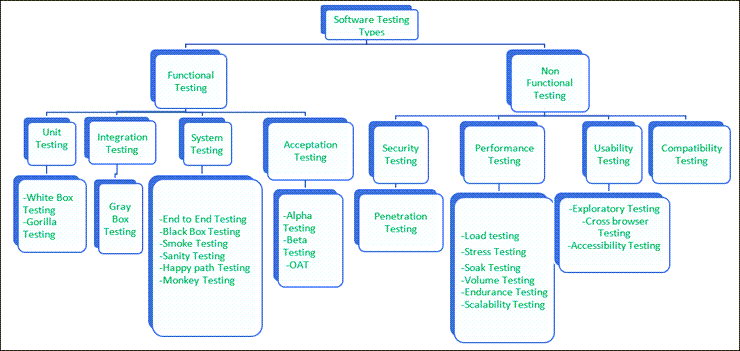 Software Testing
Types
Functional
Testing
Non
Functional
Testing
Unit
Testing
Integration
Testing
System
Testing
Acceptation
Testing
Security
Testing
Performance
Testing
Usability
Testing
Compatibility
Testing
-White Box
Testing
-Gorilla
Testing
Gray
Box
Testing
-End to End Testing
-Black Box Testing
-Smoke Testing
-Sanity Testing
-Happy path Testing
-Monkey Testing
-Alpha
Testing
-Beta
Testing
-OAT
Penetration
Testing
-Load testing
-Stress Testing
-Soak Testing
-Volume Testing
-Endurance Testing
-Scalability Testing
-Exploratory Testing
-Cross browser
Testing
-Accessibility Testing